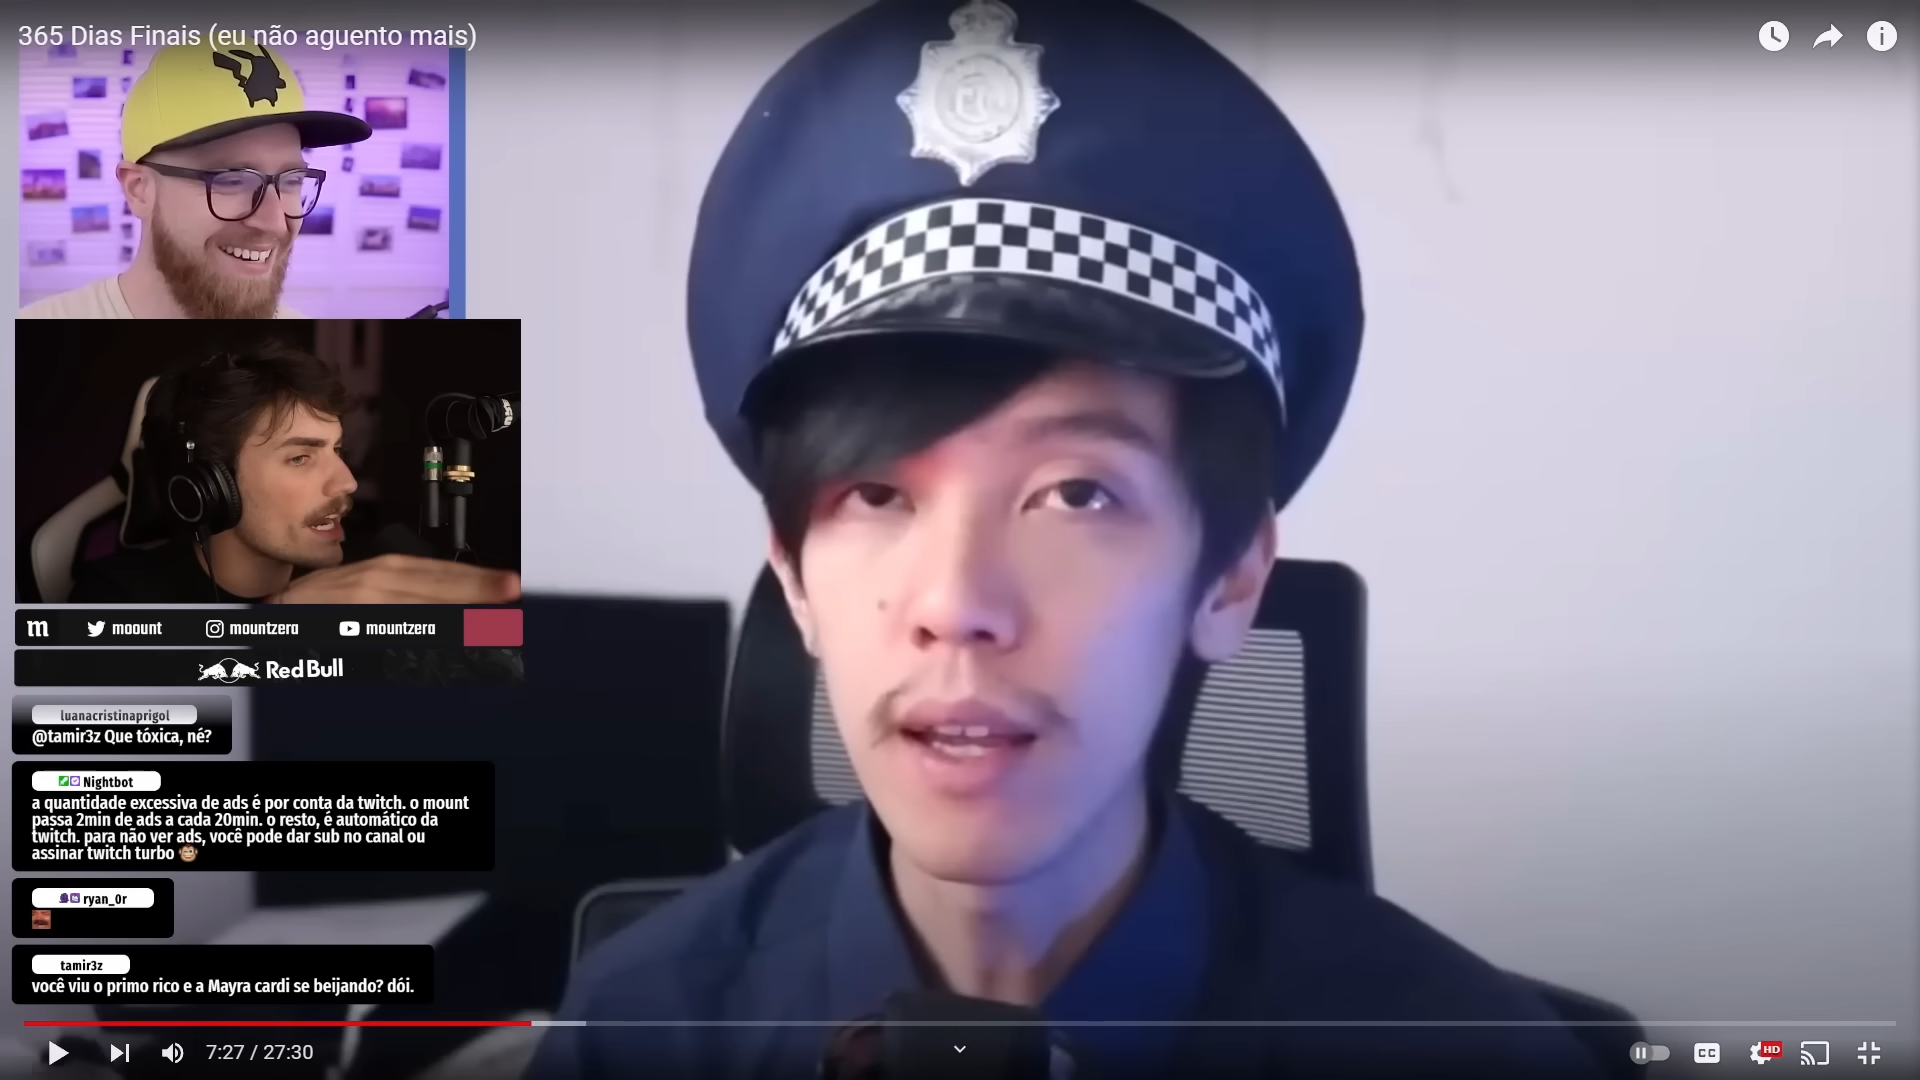 365 Dias Finais (eu não aguento mais)
m moount mountzera mountzera
Red Bull
luanacristinaprigol
@tamir3z Que tóxica, né?
Nightbot
a quantidade excessiva de ads é por conta da twitch. o mount
passa 2min de ads a cada 20min. o resto, é automático da
twitch. para não ver ads, você pode dar sub no canal ou
assinar twitch turbo
ryan_0r
tamir3z
você viu o primo rico e a Mayra cardi se beijando? dói.
7:27 / 27:30
CC
HD